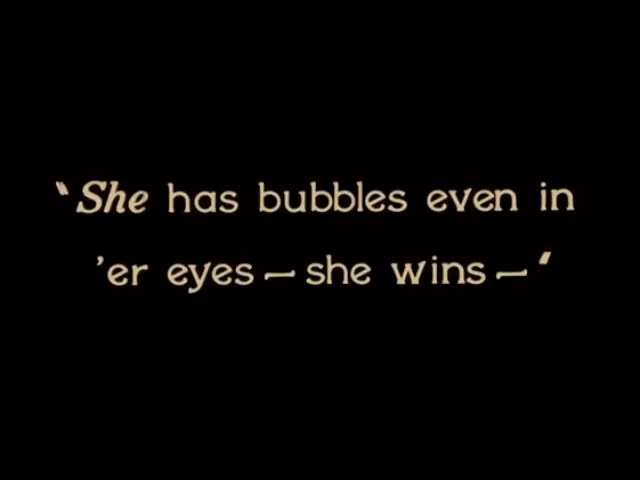 "She has bubbles even in
'er eyes — she wins — "